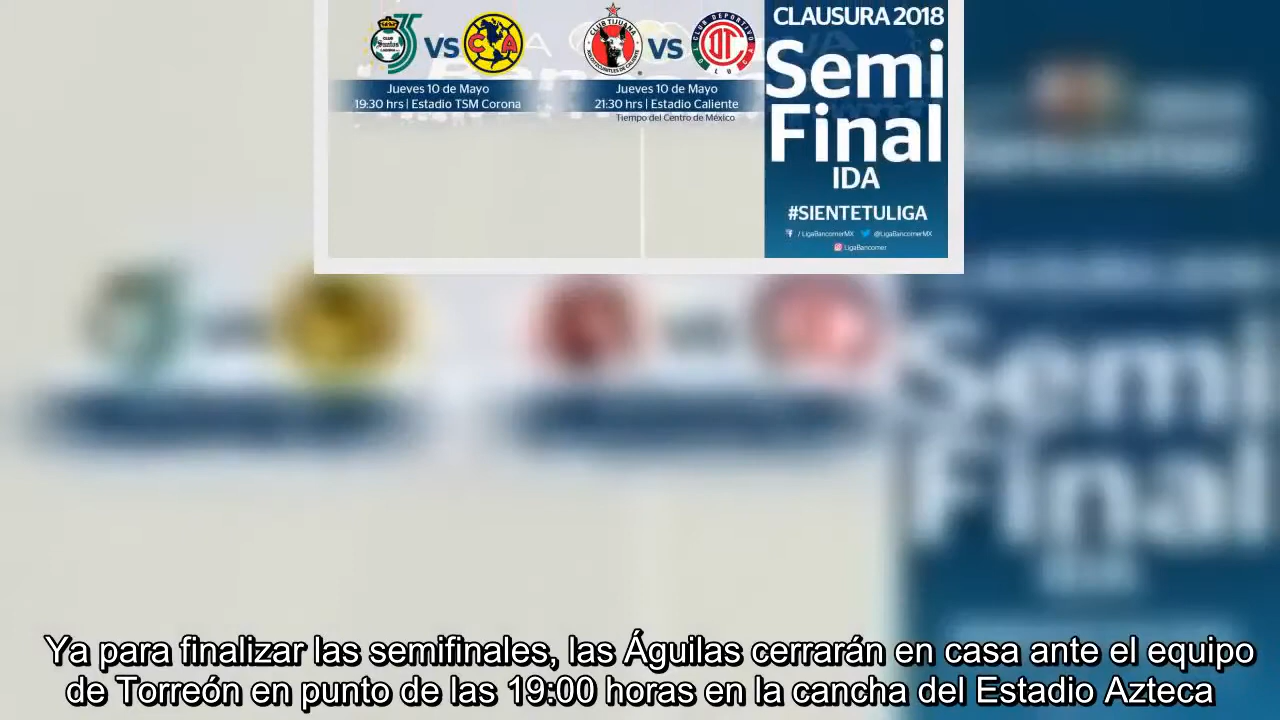 CLAUSURA 2018
Semi
Final
IDA
#SIENTETULIGA
/ LigaBancomerMX @LigaBancomerMX
LigaBancomer
VS
VS
Jueves 10 de Mayo
19:30 hrs | Estadio TSM Corona
Jueves 10 de Mayo
21:30 hrs | Estadio Caliente
Tiempo del Centro de México
Ya para finalizar las semifinales, las Águilas cerrarán en casa ante el equipo
de Torreón en punto de las 19:00 horas en la cancha del Estadio Azteca